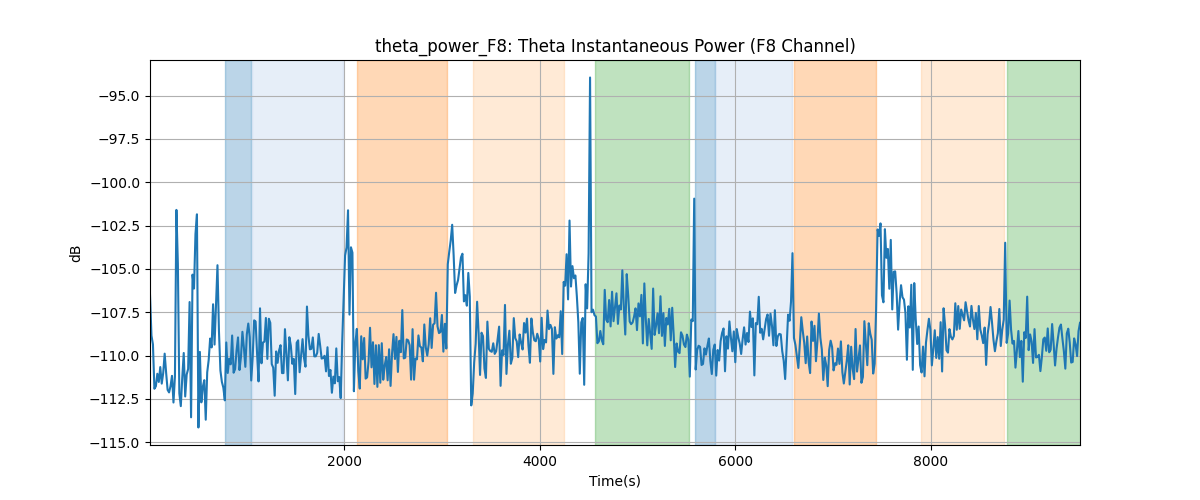 theta_power_F8: Theta Instantaneous Power (F8 Channel)
−95.0
−97.5
−100.0
−102.5
−105.0
−107.5
−110.0
−112.5
−115.0
dB
2000 4000 6000 8000
Time(s)